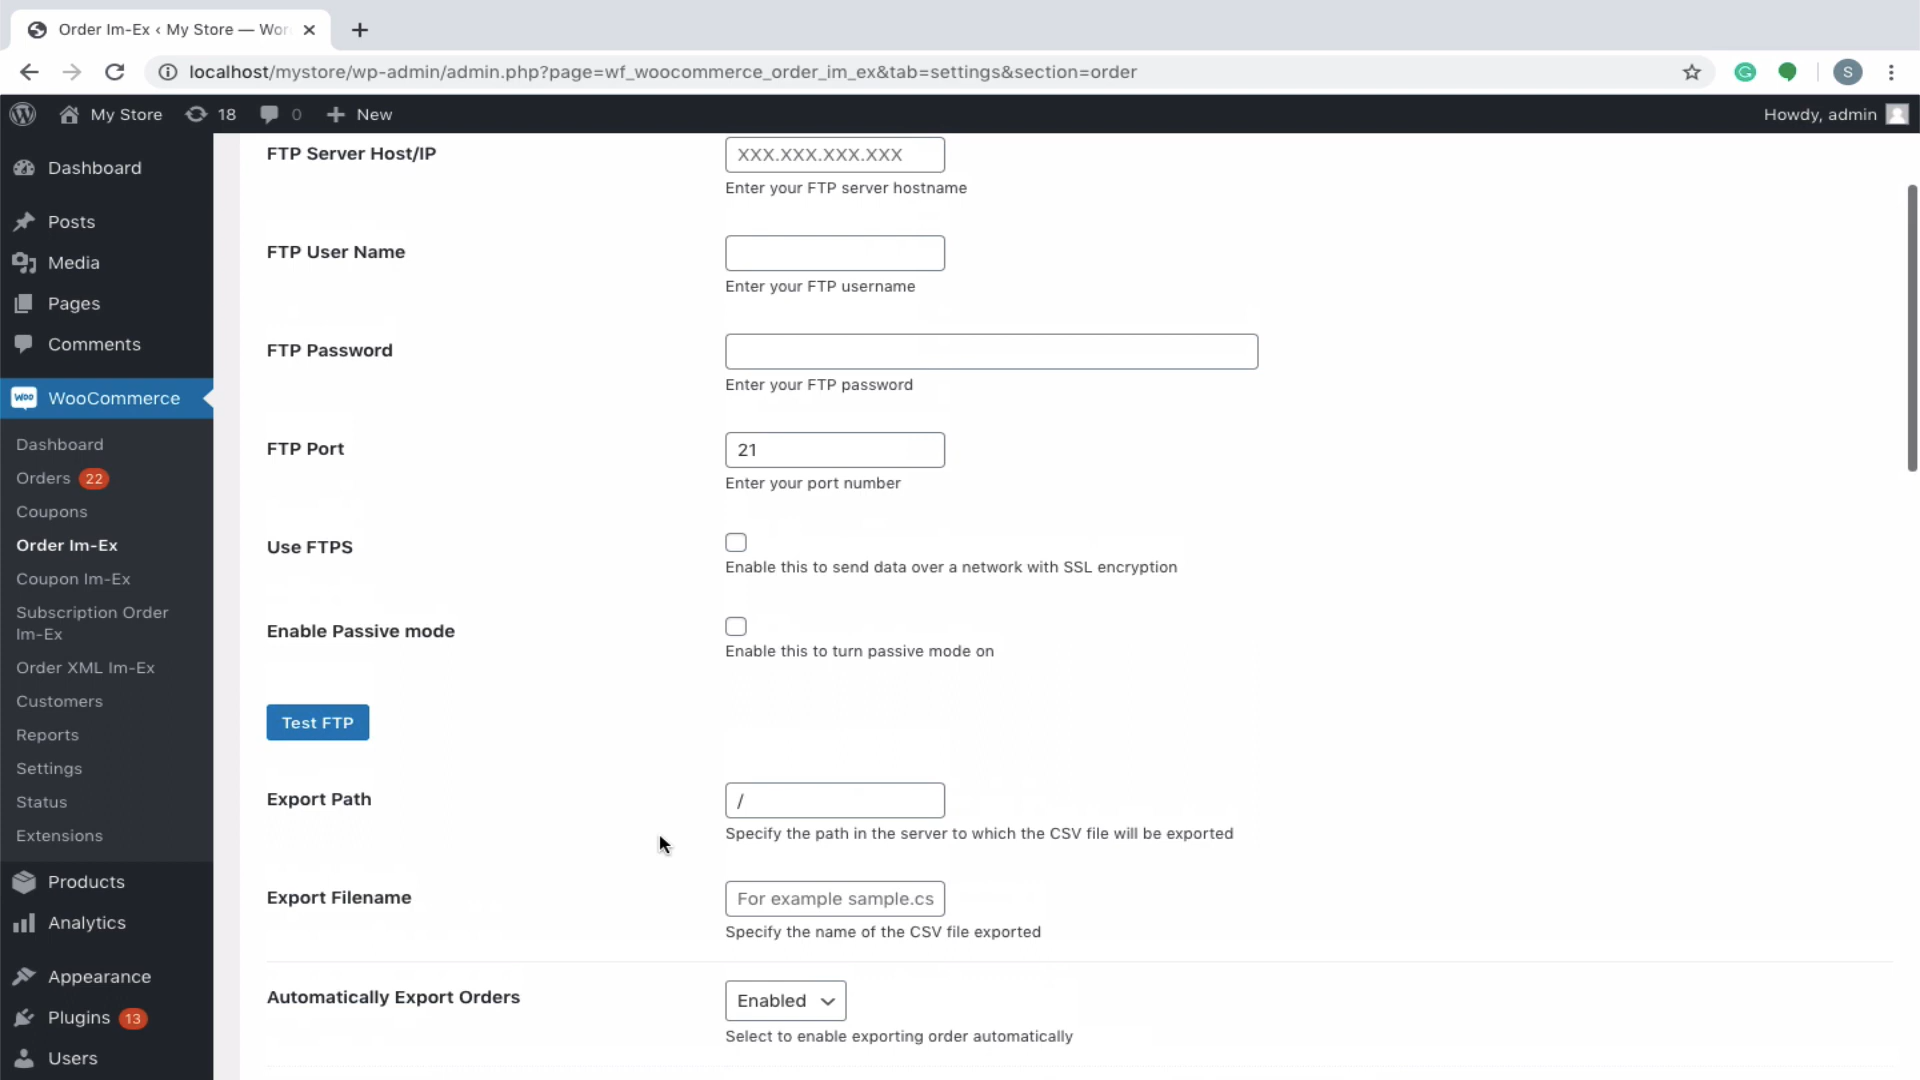 Order Im-Ex ‹ My Store — Wor
localhost/mystore/wp-admin/admin.php?page=wf_woocommerce_order_im_ex&tab=settings&section=order
S
My Store
18
0
New
Howdy, admin
Dashboard
Posts
Media
Pages
Comments
WOO
WooCommerce
Dashboard
Orders 22
Coupons
Order Im-Ex
Coupon Im-Ex
Subscription Order
Im-Ex
Order XML Im-Ex
Customers
Reports
Settings
Status
Extensions
Products
Analytics
Appearance
Plugins 13
Users
FTP Server Host/IP
XXX.XXX.XXX.XXX
Enter your FTP server hostname
FTP User Name
Enter your FTP username
FTP Password
Enter your FTP password
FTP Port
21
Enter your port number
Use FTPS
Enable this to send data over a network with SSL encryption
Enable Passive mode
Enable this to turn passive mode on
Test FTP
Export Path
/
Specify the path in the server to which the CSV file will be exported
Export Filename
For example sample.cs
Specify the name of the CSV file exported
Automatically Export Orders
Enabled
Select to enable exporting order automatically